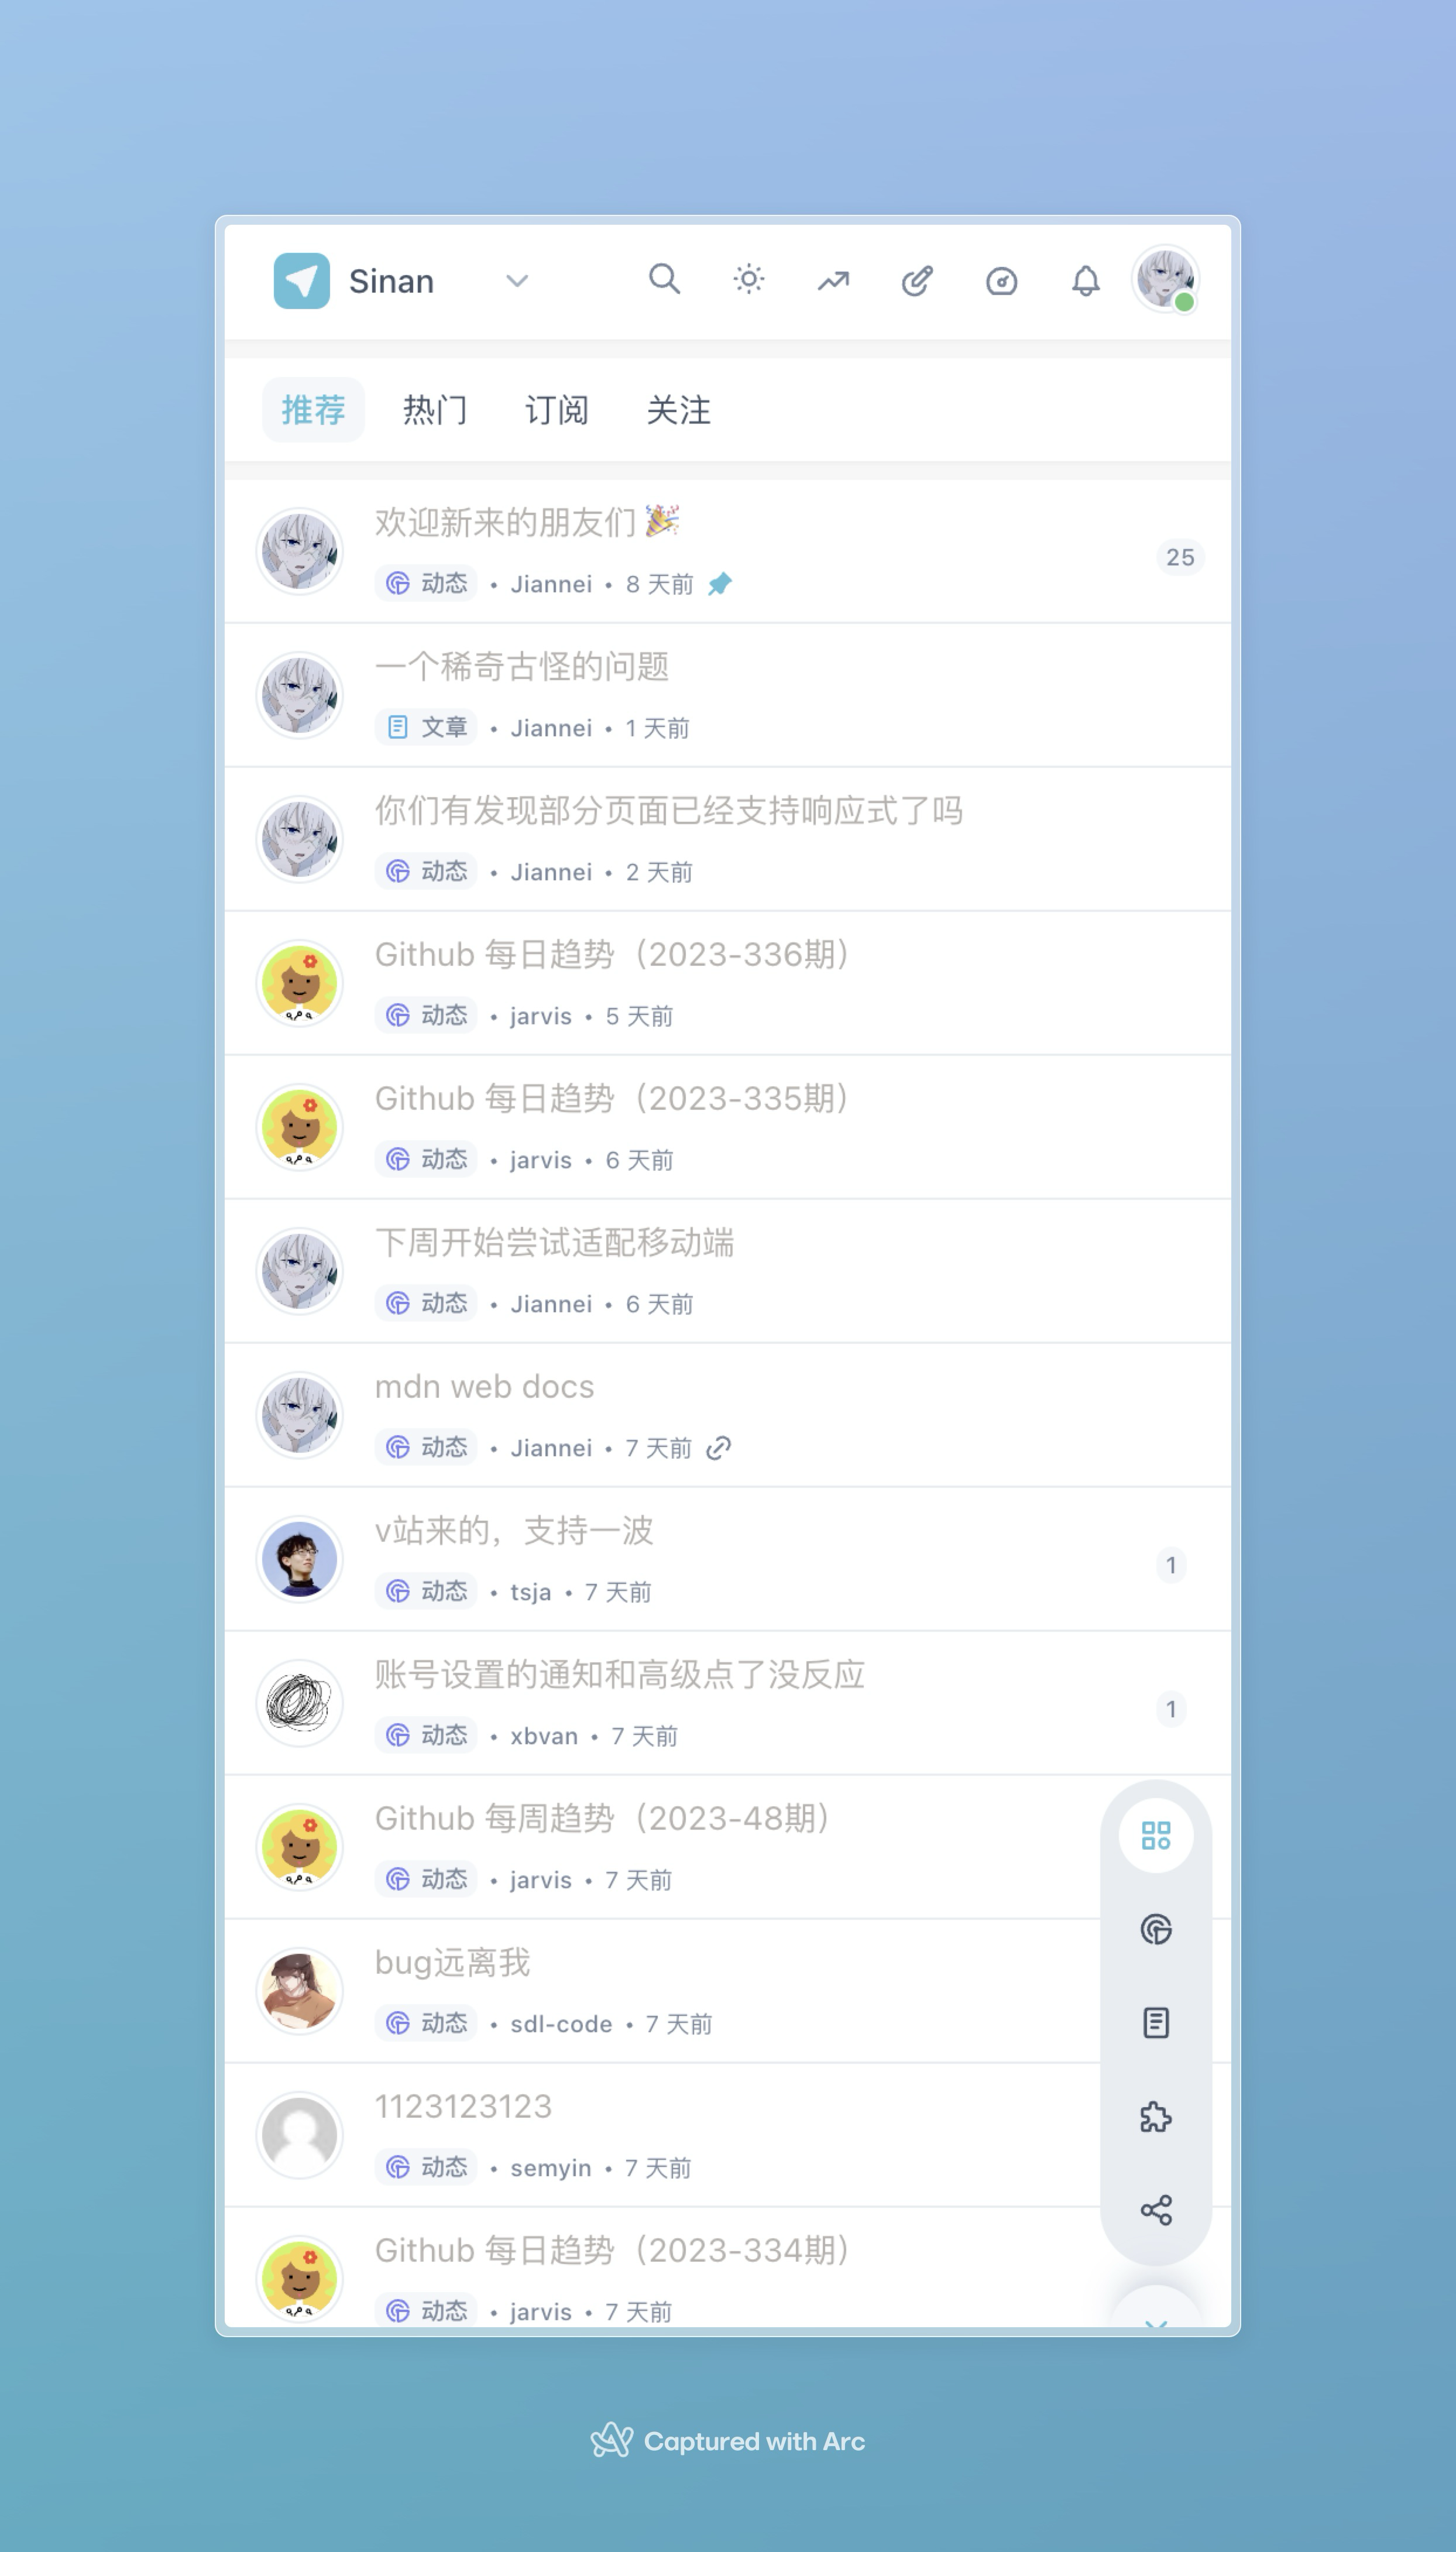 Sinan
推荐 热门 订阅 关注
欢迎新来的朋友们 🎉
25
动态 • Jiannei • 8 天前
一个稀奇古怪的问题
文章 • Jiannei • 1 天前
你们有发现部分页面已经支持响应式了吗
动态 • Jiannei • 2 天前
Github 每日趋势（2023-336期）
动态 • jarvis • 5 天前
Github 每日趋势（2023-335期）
动态 • jarvis • 6 天前
下周开始尝试适配移动端
动态 • Jiannei • 6 天前
mdn web docs
动态 • Jiannei • 7 天前
v站来的，支持一波
1
动态 • tsja • 7 天前
账号设置的通知和高级点了没反应
1
动态 • xbvan • 7 天前
Github 每周趋势（2023-48期）
动态 • jarvis • 7 天前
bug远离我
动态 • sdl-code • 7 天前
1123123123
动态 • semyin • 7 天前
Github 每日趋势（2023-334期）
动态 • jarvis • 7 天前
Captured with Arc